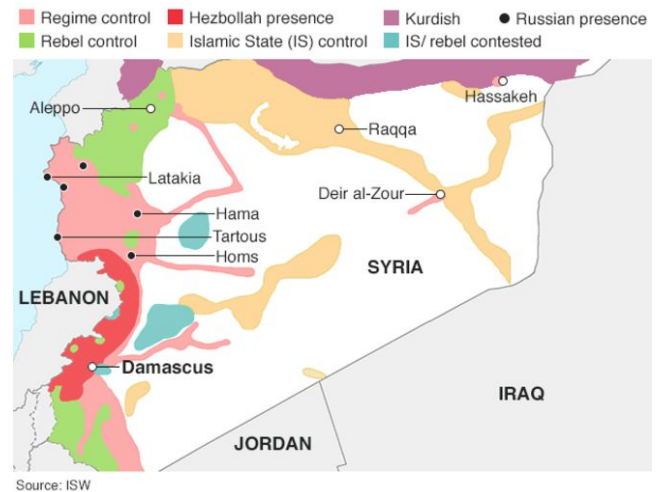 Regime control
Hezbollah presence
Kurdish
Russian presence
Rebel control
Islamic State (IS) control
IS/ rebel contested
Aleppo
Hassakeh
Raqqa
Latakia
Deir al-Zour
Hama
Tartous
Homs
SYRIA
LEBANON
Damascus
IRAQ
JORDAN
Source: ISW